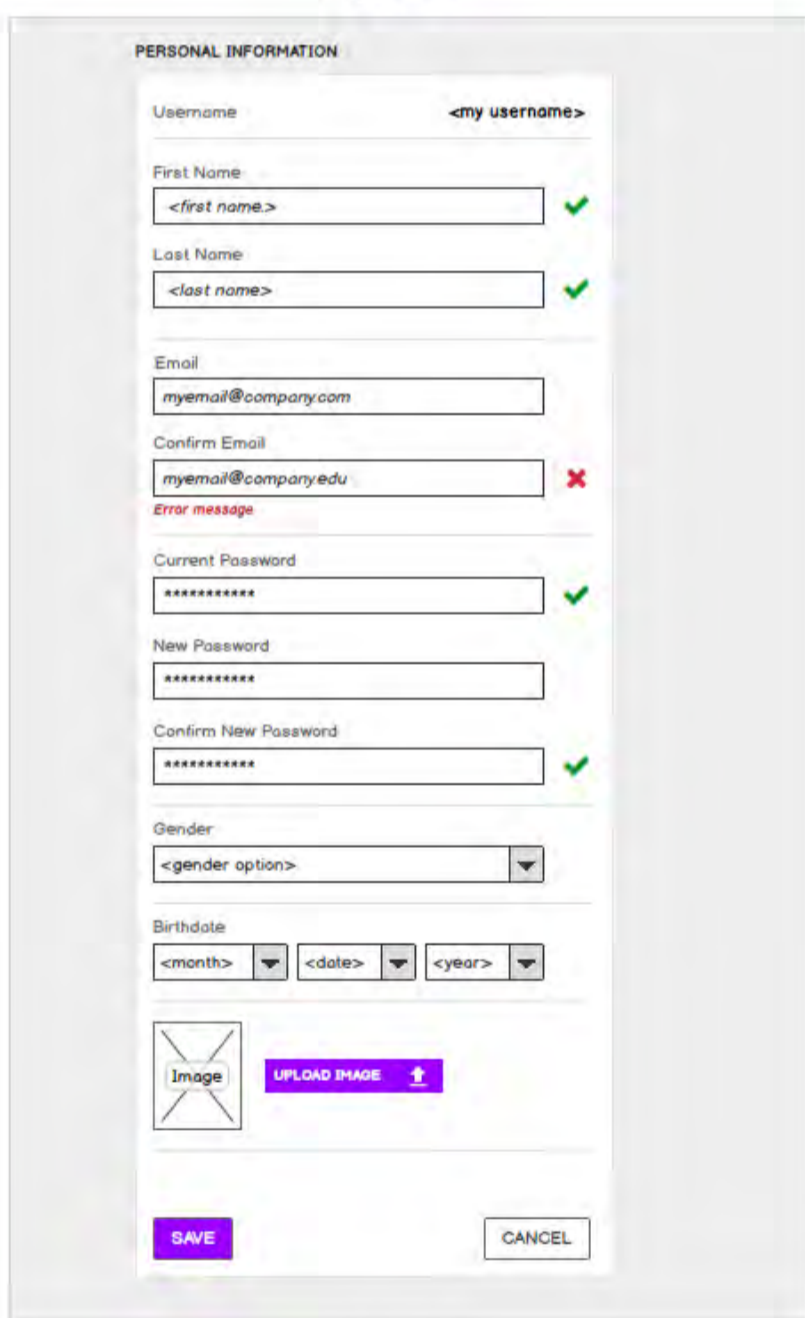 PERSONAL INFORMATION
Username <my username>
First Name
<first name.>
Last Name
<last name>
Email
myemail@company.com
Confirm Email
myemail@company.edu
Error message
Current Password
***********
New Password
***********
Confirm New Password
***********
Gender
<gender option>
Birthdate
<month> <date> <year>
Image UPLOAD IMAGE
SAVE CANCEL